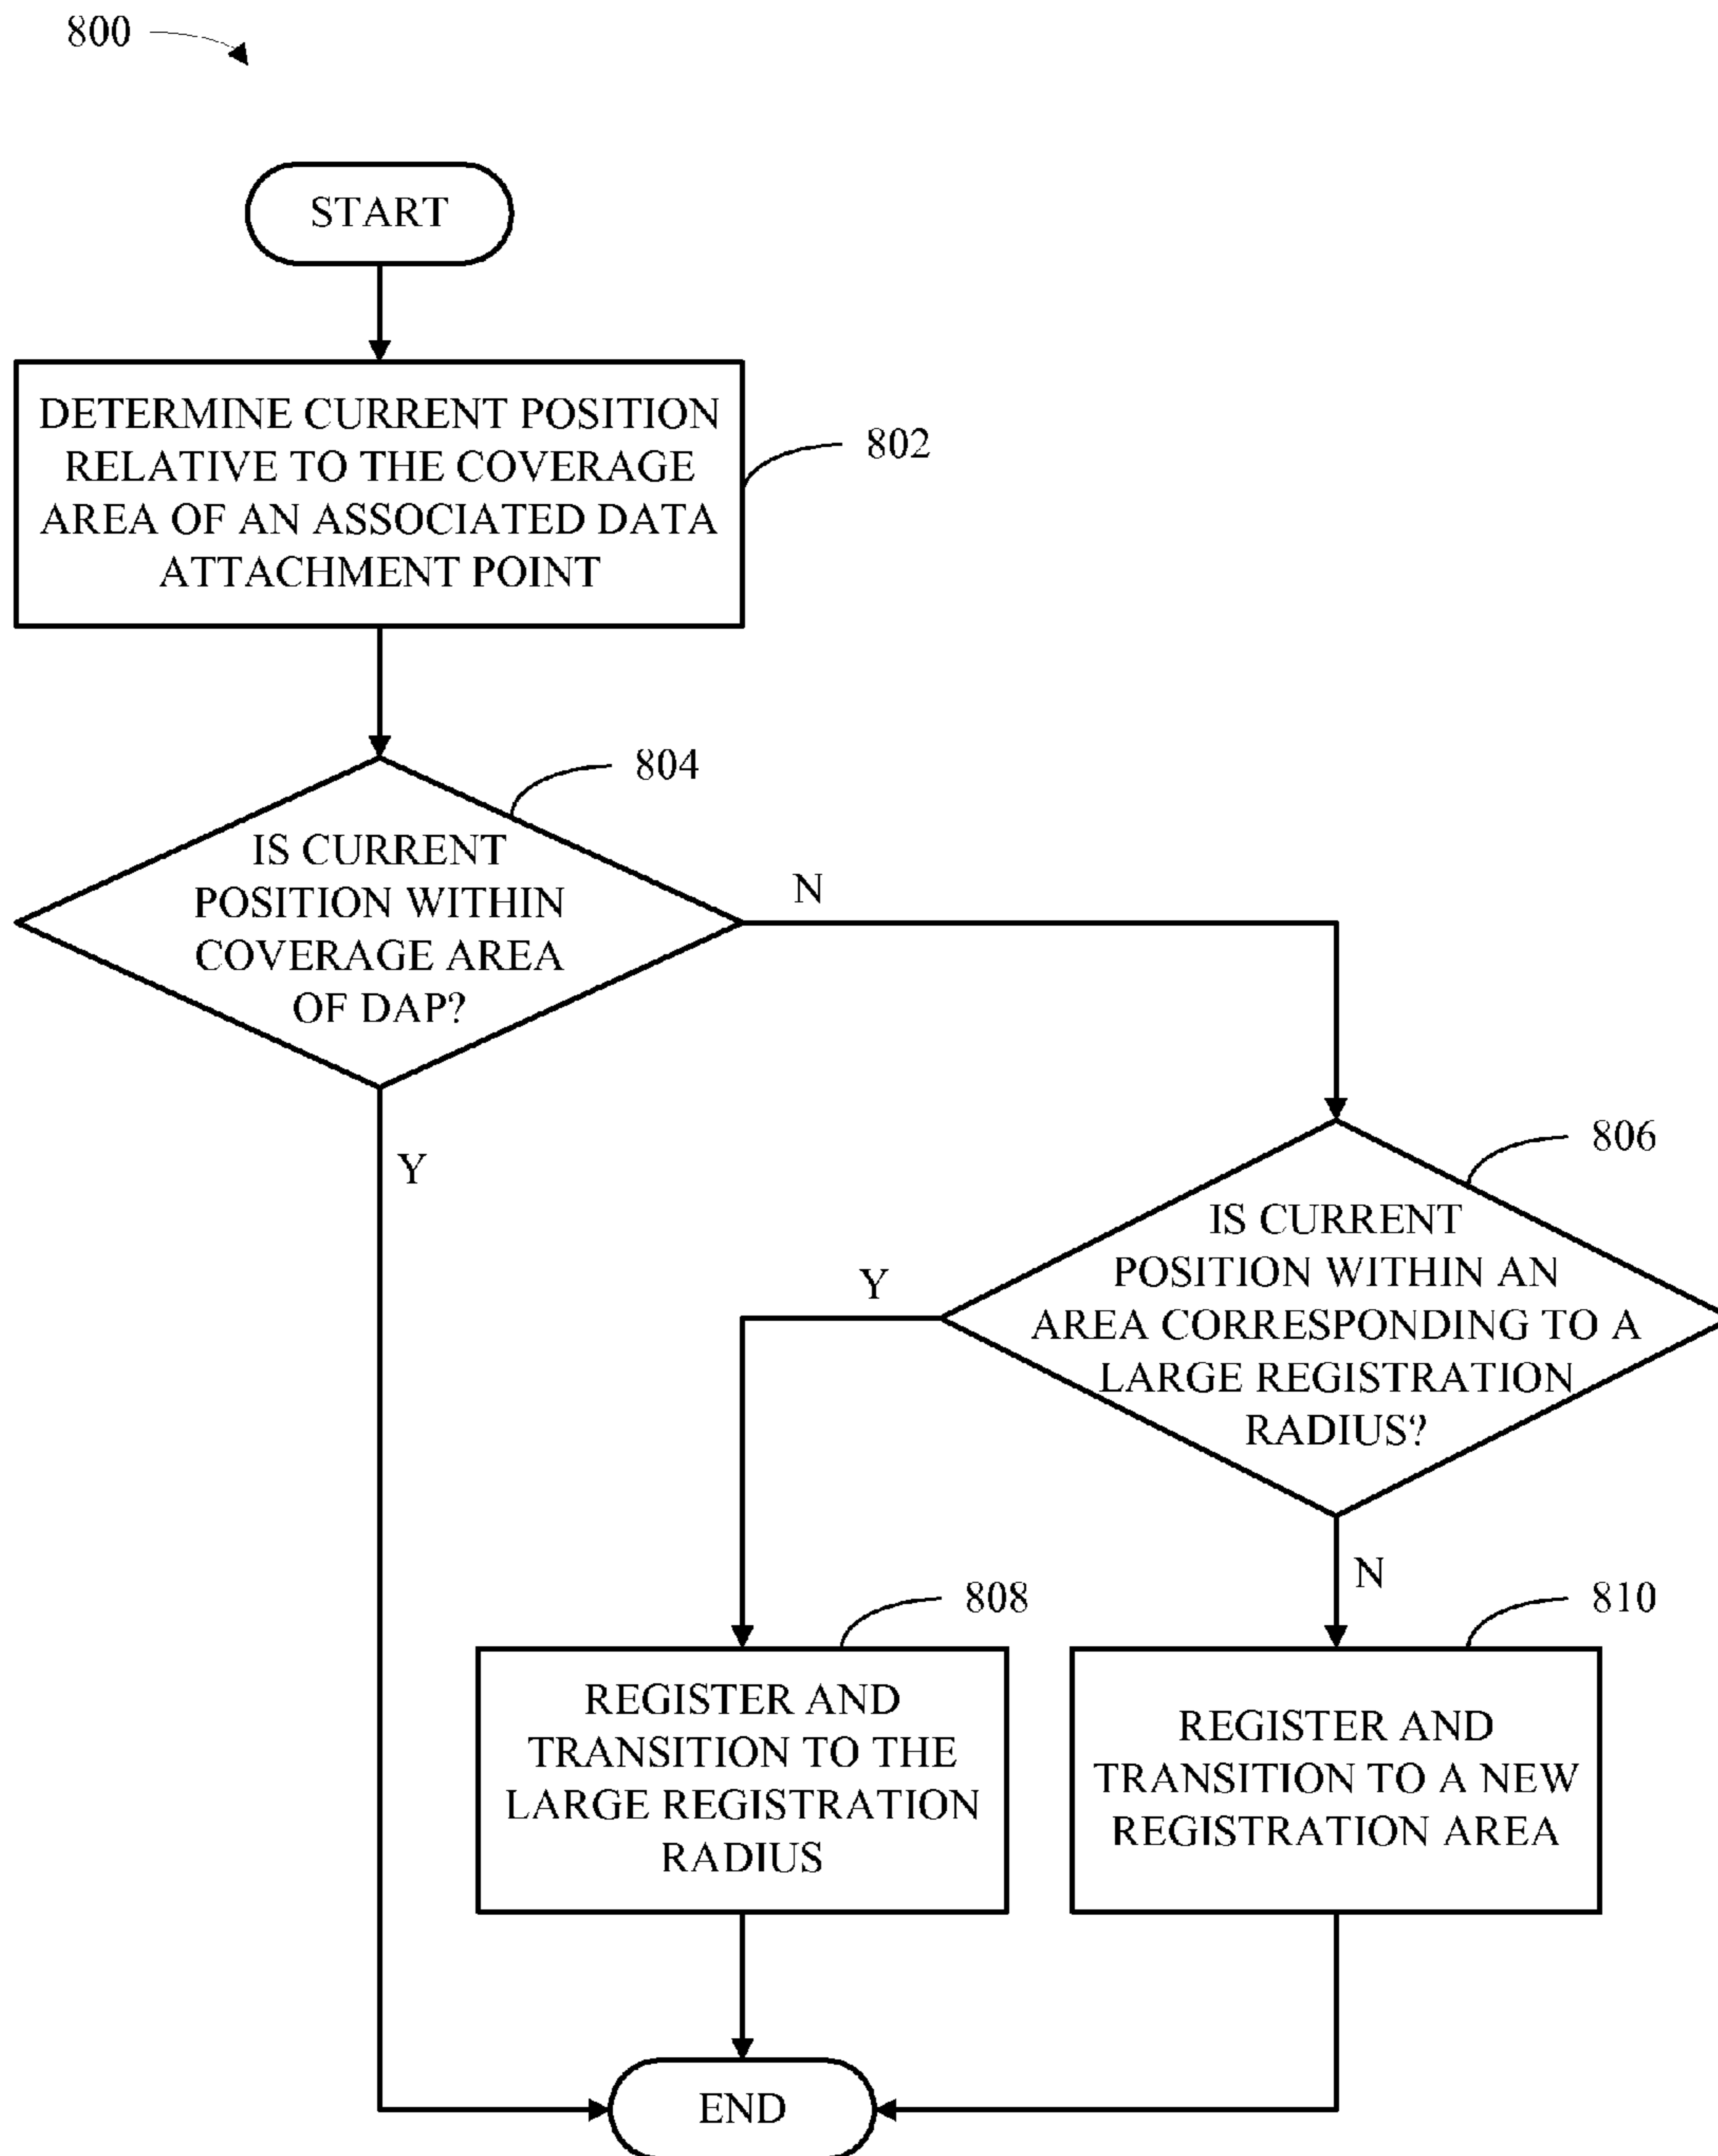 800
START
DETERMINE CURRENT POSITION
RELATIVE TO THE COVERAGE
AREA OF AN ASSOCIATED DATA
ATTACHMENT POINT
802
804
IS CURRENT
POSITION WITHIN
COVERAGE AREA
OF DAP?
N
Y
806
IS CURRENT
POSITION WITHIN AN
AREA CORRESPONDING TO A
LARGE REGISTRATION
RADIUS?
Y
N
808
REGISTER AND
TRANSITION TO THE
LARGE REGISTRATION
RADIUS
810
REGISTER AND
TRANSITION TO A NEW
REGISTRATION AREA
END